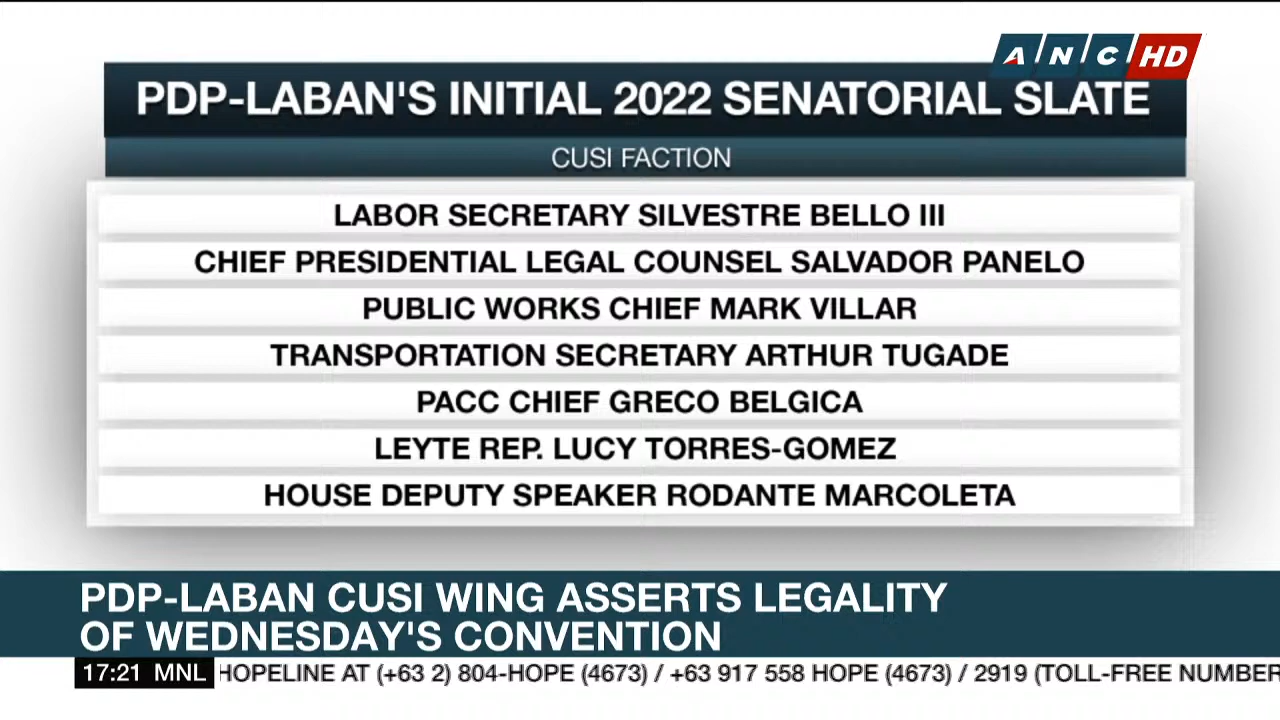 ANC HD
PDP-LABAN'S INITIAL 2022 SENATORIAL SLATE
CUSI FACTION
LABOR SECRETARY SILVESTRE BELLO III
CHIEF PRESIDENTIAL LEGAL COUNSEL SALVADOR PANELO
PUBLIC WORKS CHIEF MARK VILLAR
TRANSPORTATION SECRETARY ARTHUR TUGADE
PACC CHIEF GRECO BELGICA
LEYTE REP. LUCY TORRES-GOMEZ
HOUSE DEPUTY SPEAKER RODANTE MARCOLETA
PDP-LABAN CUSI WING ASSERTS LEGALITY
OF WEDNESDAY'S CONVENTION
17:21 MNL HOPELINE AT (+63 2) 804-HOPE (4673) / +63 917 558 HOPE (4673) / 2919 (TOLL-FREE NUMBER